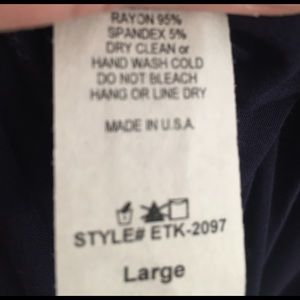 RAYON 95%
SPANDEX 5%
DRY CLEAN or
HAND WASH COLD
DO NOT BLEACH
HANG OR LINE DRY
MADE IN U.S.A.
STYLE# ETK-2097
Large